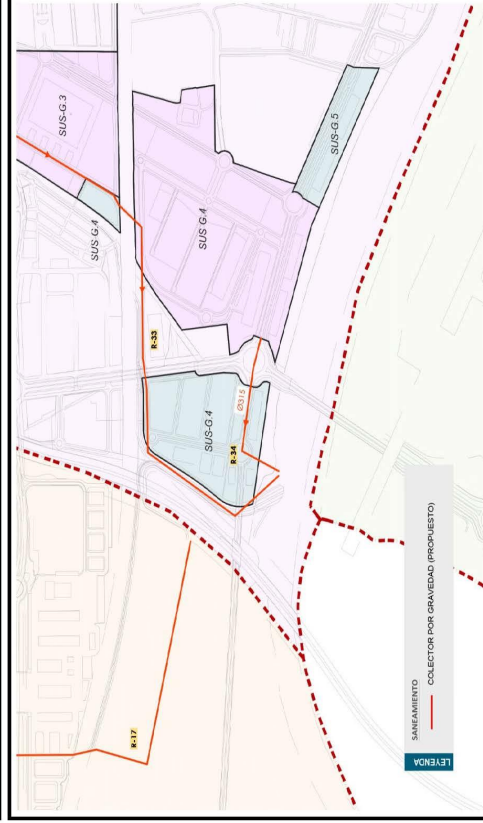 SUS-G.3
SUS G.4
SUS G.4
SUS-G.5
R-33
SUS-G.4
Ø315
R-34
R-17
LEYENDA
SANEAMIENTO
COLECTOR POR GRAVEDAD (PROPUESTO)